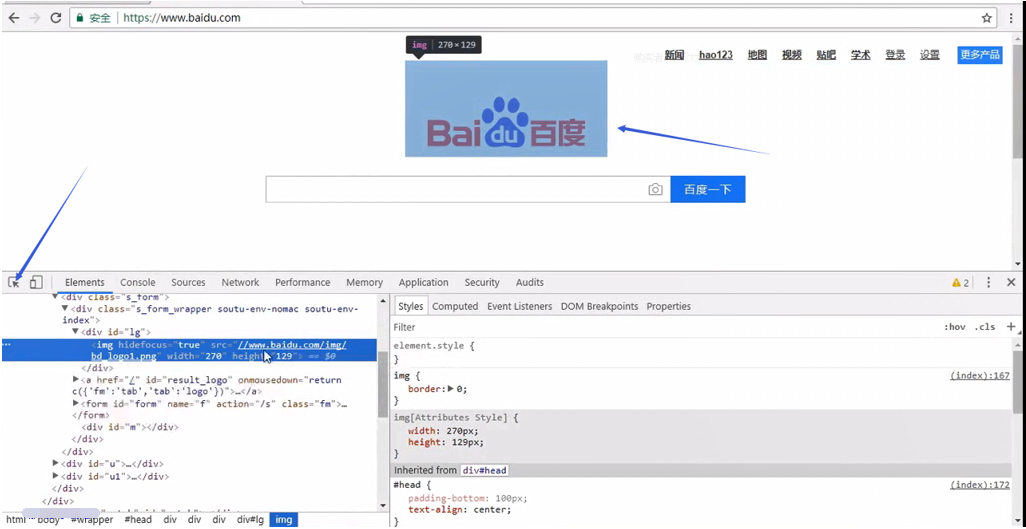 安全 https://www.baidu.com
img 270×129
新闻 hao123 地图 视频 贴吧 学术 登录 设置 更多产品
Bai du 百度
百度一下
Elements Console Sources Network Performance Memory Application Security Audits 2
▼<div class="s_form">
▼<div class="s_form_wrapper soutu-env-nomac soutu-env-
index">
▼<div id="lg">
<img hidefocus="true" src="//www.baidu.com/img/
bd_logo1.png" width="270" height="129"> == $0
</div>
▶<a href="/" id="result_logo" onmousedown="return
c({'fm':'tab','tab':'logo'})">…</a>
▶<form id="form" name="f" action="/s" class="fm">…
</form>
<div id="m"></div>
</div>
</div>
▶<div id="u">…</div>
▶<div id="u1">…</div>
</div>
</div>
html body #wrapper #head div div div div#lg img
Styles Computed Event Listeners DOM Breakpoints Properties
Filter :hov .cls +
element.style {
}
img { (index):167
border:▶ 0;
}
img[Attributes Style] {
width: 270px;
height: 129px;
}
Inherited from div#head
#head { (index):172
padding-bottom: 100px;
text-align: center;
}